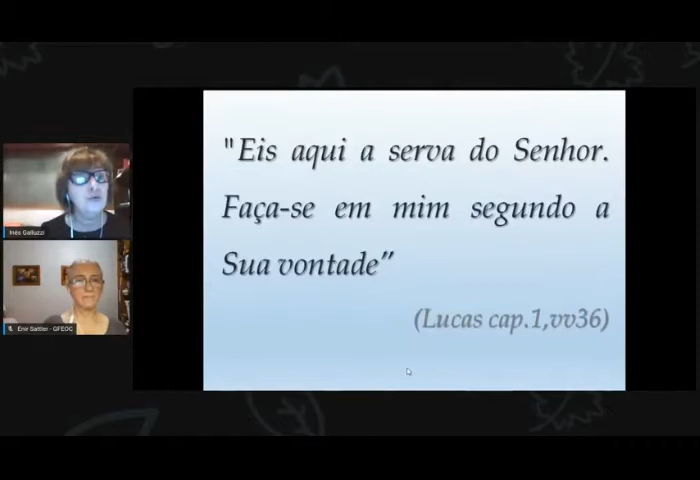 "Eis aqui a serva do Senhor.
Faça-se em mim segundo a
Sua vontade”
(Lucas cap.1,vv36)
Inês Galluzzi
Enir Sattler - GFEOC